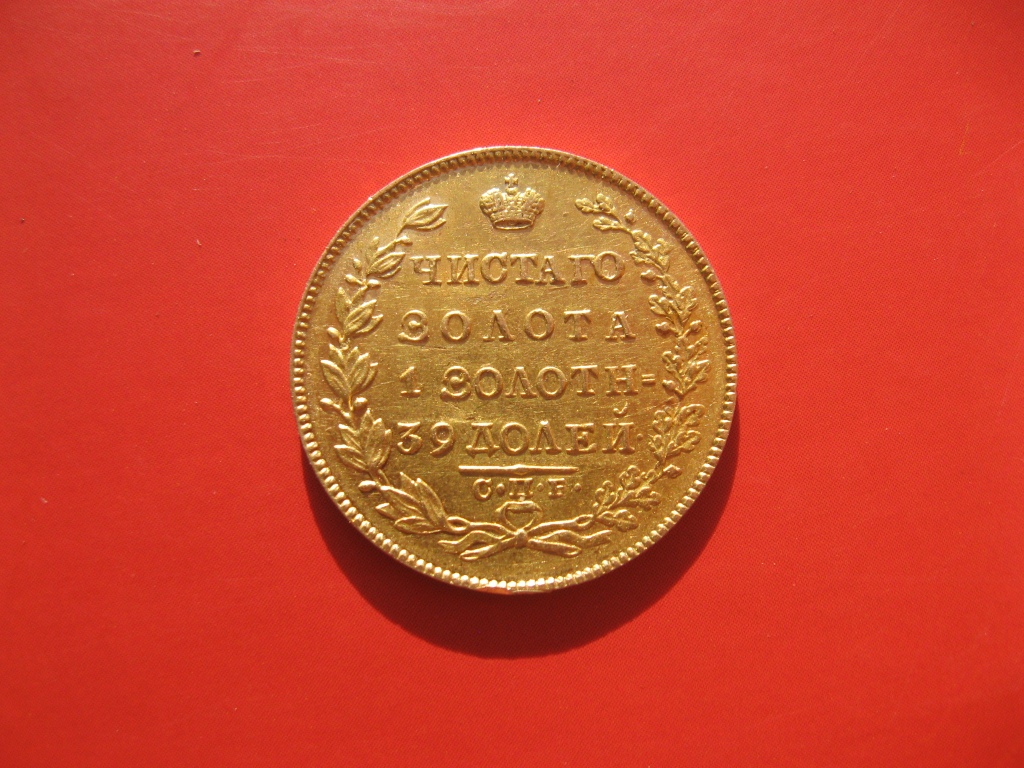 ЧИСТАГО
ЗОЛОТА
1 ЗОЛОТН=
39 ДОЛЕЙ
С•П•Б•